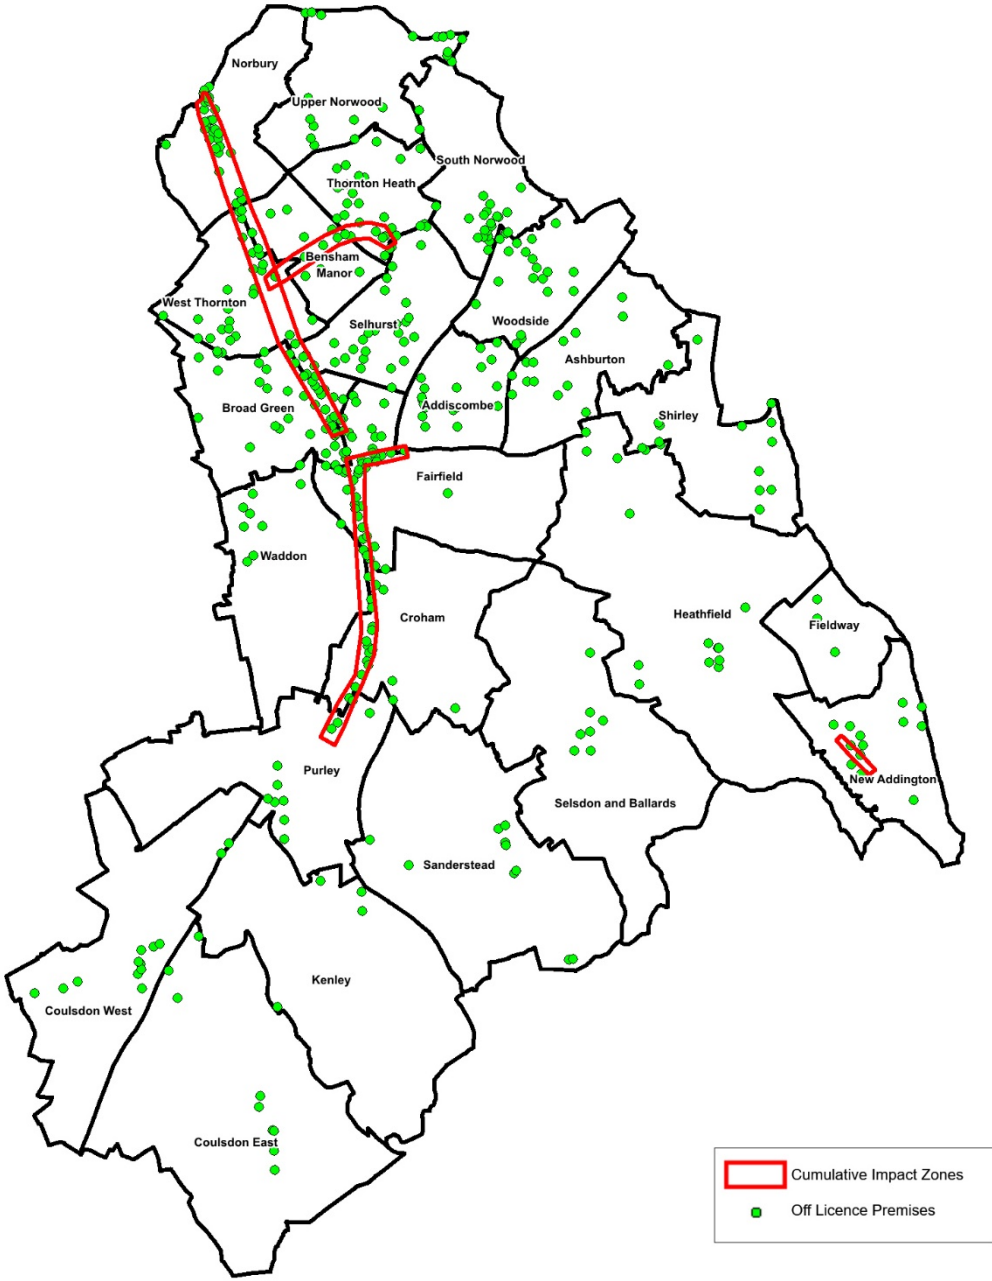 Norbury
Upper Norwood
South Norwood
Thornton Heath
Bensham
Manor
West Thornton
Selhurst
Woodside
Ashburton
Broad Green
Addiscombe
Shirley
Fairfield
Waddon
Croham
Heathfield
Fieldway
Purley
New Addington
Selsdon and Ballards
Sanderstead
Kenley
Coulsdon West
Coulsdon East
Cumulative Impact Zones
Off Licence Premises